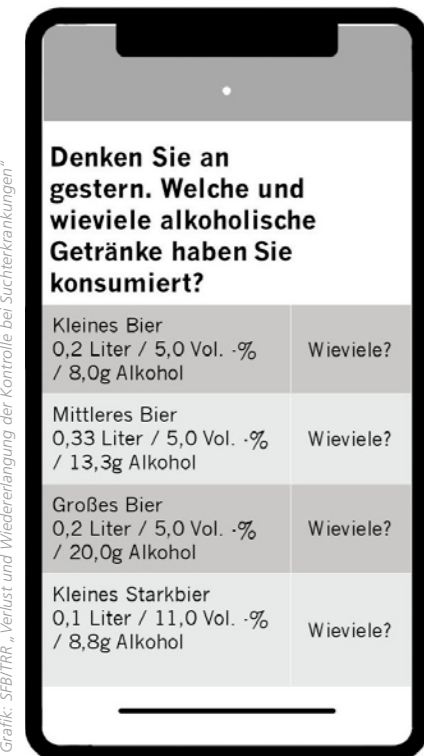 Grafik: SFB/TRR „Verlust und Wiedererlangung der Kontrolle bei Suchterkrankungen“
Denken Sie an
gestern. Welche und
wieviele alkoholische
Getränke haben Sie
konsumiert?
Kleines Bier
0,2 Liter / 5,0 Vol. -%
/ 8,0g Alkohol
Wieviele?
Mittleres Bier
0,33 Liter / 5,0 Vol. -%
/ 13,3g Alkohol
Wieviele?
Großes Bier
0,2 Liter / 5,0 Vol. -%
/ 20,0g Alkohol
Wieviele?
Kleines Starkbier
0,1 Liter / 11,0 Vol. -%
/ 8,8g Alkohol
Wieviele?